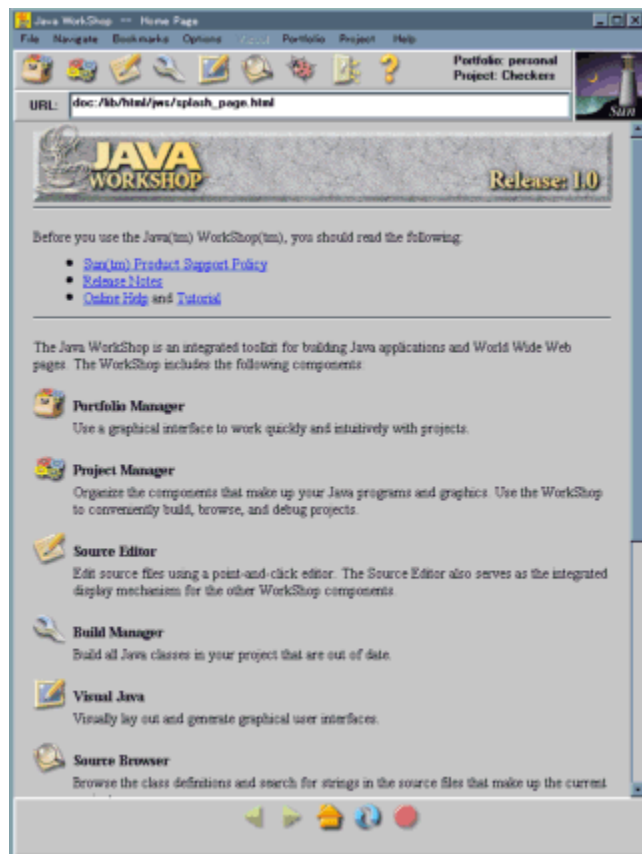 Java WorkShop -- Home Page
File Navigate Bookmarks Options About Portfolio Project Help
Portfolio: personal
Project: Checkers
URL: doc:/lib/html/jws/splash_page.html
Sun
JAVA
WORKSHOP
Release: 1.0
Before you use the Java(tm) WorkShop(tm), you should read the following:
Sun(tm) Product Support Policy
Release Notes
Online Help and Tutorial
The Java WorkShop is an integrated toolkit for building Java applications and World Wide Web
pages. The WorkShop includes the following components:
Portfolio Manager
Use a graphical interface to work quickly and intuitively with projects.
Project Manager
Organize the components that make up your Java programs and graphics. Use the WorkShop
to conveniently build, browse, and debug projects.
Source Editor
Edit source files using a point-and-click editor. The Source Editor also serves as the integrated
display mechanism for the other WorkShop components.
Build Manager
Build all Java classes in your project that are out of date.
Visual Java
Visually lay out and generate graphical user interfaces.
Source Browser
Browse the class definitions and search for strings in the source files that make up the current